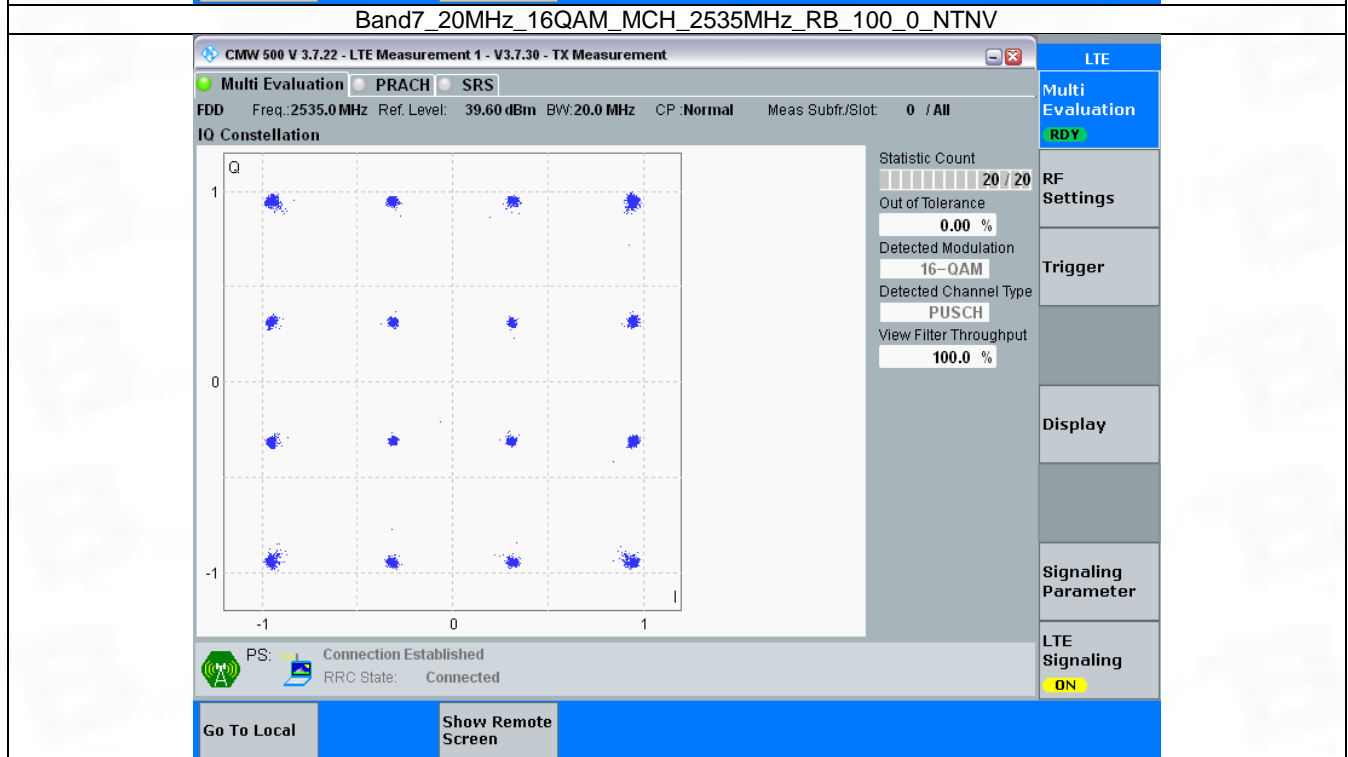 Band7_20MHz_16QAM_MCH_2535MHz_RB_100_0_NTNV
CMW 500 V 3.7.22 - LTE Measurement 1 - V3.7.30 - TX Measurement
LTE
Multi Evaluation PRACH SRS
FDD Freq.:2535.0 MHz Ref. Level: 39.60 dBm BW:20.0 MHz CP :Normal Meas Subfr./Slot: 0 / All
IQ Constellation
Q
1
0
-1
I
-1 0 1
Statistic Count
20 / 20
Out of Tolerance
0.00 %
Detected Modulation
16-QAM
Detected Channel Type
PUSCH
View Filter Throughput
100.0 %
Multi
Evaluation
RDY
RF
Settings
Trigger
Display
Signaling
Parameter
LTE
Signaling
ON
PS: Connection Established
RRC State: Connected
Go To Local
Show Remote
Screen